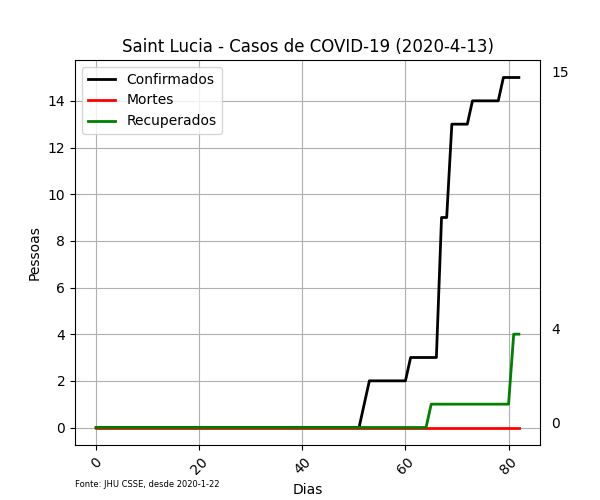 Saint Lucia - Casos de COVID-19 (2020-4-13)
Confirmados
Mortes
Recuperados
15
14
12
10
8
6
4
2
0
4
0
Pessoas
0
20
40
60
80
Dias
Fonte: JHU CSSE, desde 2020-1-22